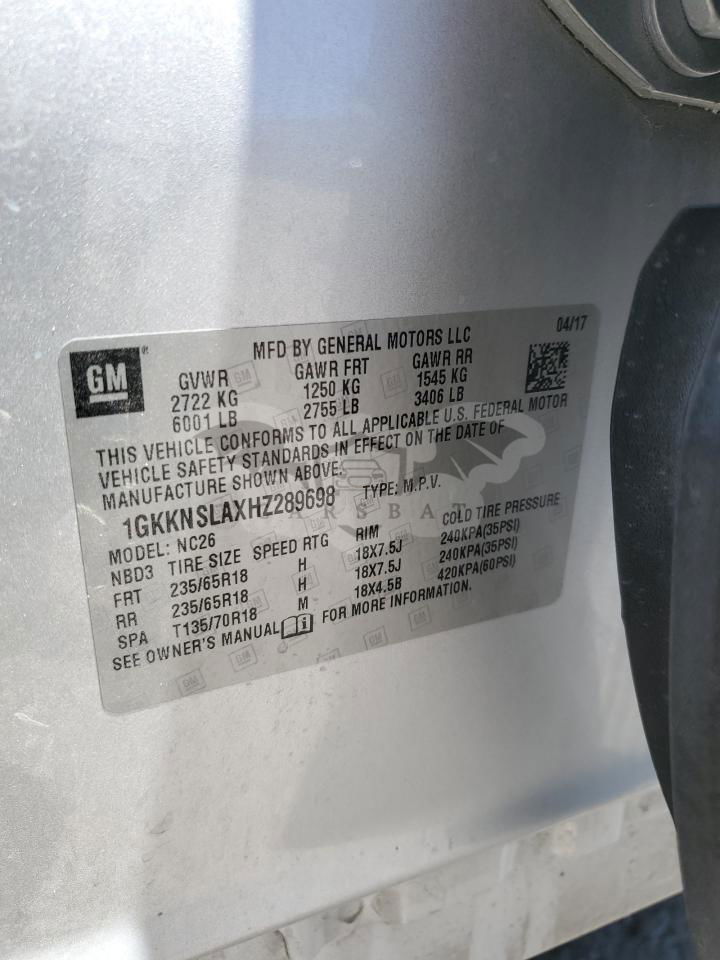 GM ® MFD BY GENERAL MOTORS LLC 04/17
GVWR GAWR FRT GAWR RR
2722 KG 1250 KG 1545 KG
6001 LB 2755 LB 3406 LB
THIS VEHICLE CONFORMS TO ALL APPLICABLE U.S. FEDERAL MOTOR
VEHICLE SAFETY STANDARDS IN EFFECT ON THE DATE OF
MANUFACTURE SHOWN ABOVE.
1GKKNSLAXHZ289698 TYPE: M.P.V.
MODEL: NC26
NBD3 TIRE SIZE SPEED RTG RIM COLD TIRE PRESSURE
FRT 235/65R18 H 18X7.5J 240KPA(35PSI)
RR 235/65R18 H 18X7.5J 240KPA(35PSI)
SPA T135/70R18 M 18X4.5B 420KPA(60PSI)
SEE OWNER'S MANUAL FOR MORE INFORMATION.